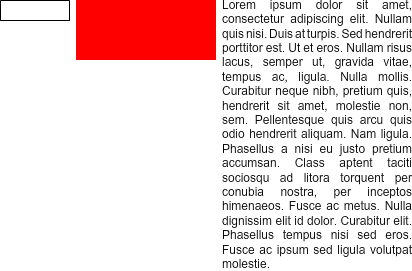 Lorem ipsum dolor sit amet,
consectetur adipiscing elit. Nullam
quis nisi. Duis at turpis. Sed hendrerit
porttitor est. Ut et eros. Nullam risus
lacus, semper ut, gravida vitae,
tempus ac, ligula. Nulla mollis.
Curabitur neque nibh, pretium quis,
hendrerit sit amet, molestie non,
sem. Pellentesque quis arcu quis
odio hendrerit aliquam. Nam ligula.
Phasellus a nisi eu justo pretium
accumsan. Class aptent taciti
sociosqu ad litora torquent per
conubia nostra, per inceptos
himenaeos. Fusce ac metus. Nulla
dignissim elit id dolor. Curabitur elit.
Phasellus tempus nisi sed eros.
Fusce ac ipsum sed ligula volutpat
molestie.